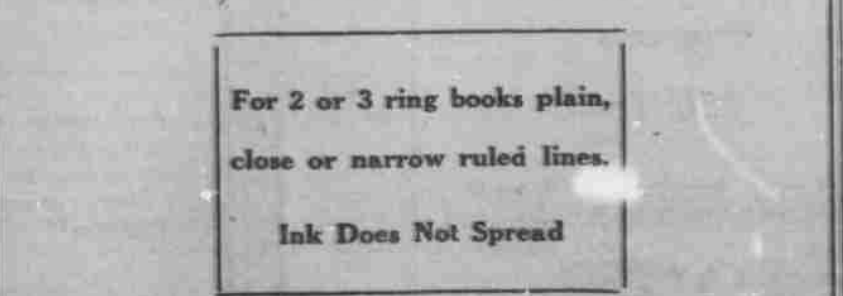 For 2 or 3 ring books plain,
close or narrow ruled lines.
Ink Does Not Spread